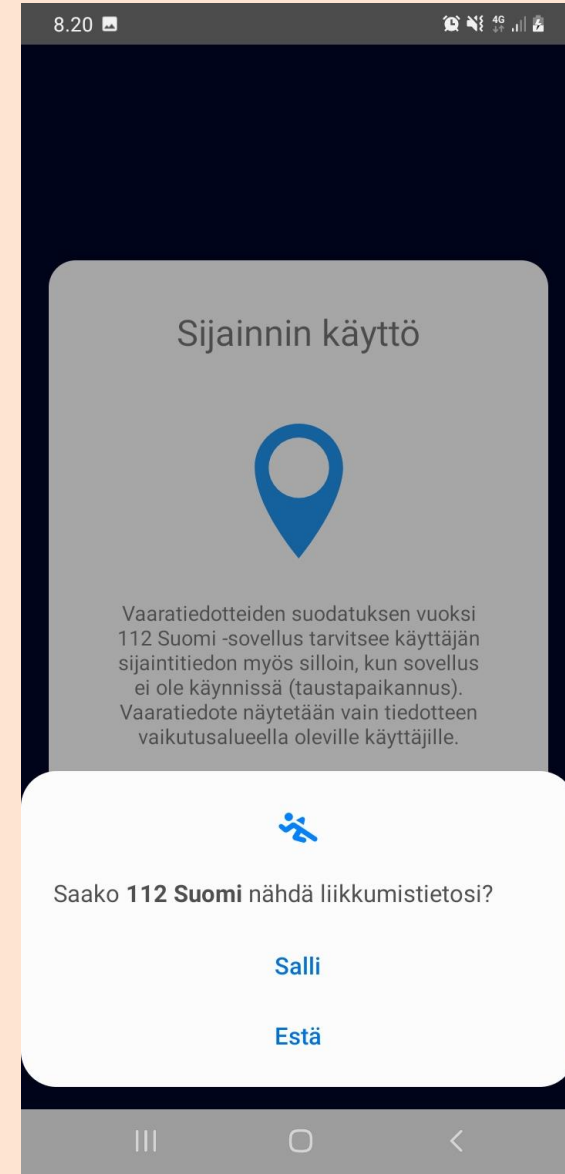 8.20
4G
Sijainnin käyttö
Vaaratiedotteiden suodatuksen vuoksi
112 Suomi -sovellus tarvitsee käyttäjän
sijaintitiedon myös silloin, kun sovellus
ei ole käynnissä (taustapaikannus).
Vaaratiedote näytetään vain tiedotteen
vaikutusalueella oleville käyttäjille.
Saako 112 Suomi nähdä liikkumistietosi?
Salli
Estä